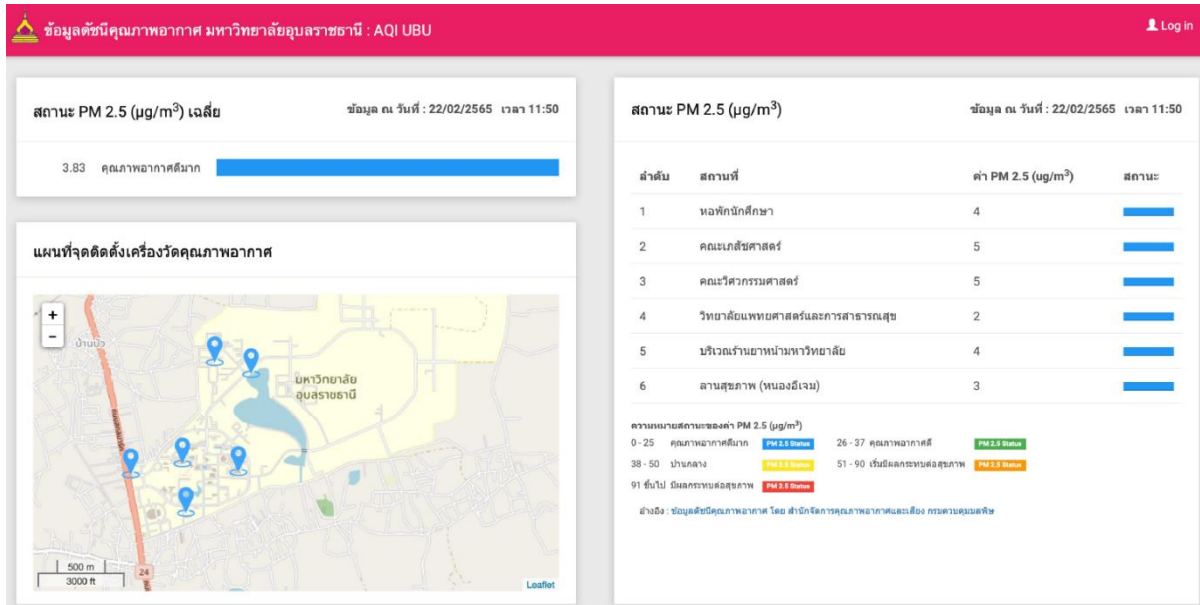 ข้อมูลดัชนีคุณภาพอากาศ มหาวิทยาลัยอุบลราชธานี : AQI UBU
Log in
สถานะ PM 2.5 (µg/m³) เฉลี่ย
ข้อมูล ณ วันที่ : 22/02/2565 เวลา 11:50
3.83 คุณภาพอากาศดีมาก
แผนที่จุดติดตั้งเครื่องวัดคุณภาพอากาศ
+
−
บ้านบัว
มหาวิทยาลัย
อุบลราชธานี
500 m
3000 ft
24
Leaflet
สถานะ PM 2.5 (µg/m³)
ข้อมูล ณ วันที่ : 22/02/2565 เวลา 11:50
ลำดับ สถานที่ ค่า PM 2.5 (ug/m³) สถานะ
1 หอพักนักศึกษา 4
2 คณะเภสัชศาสตร์ 5
3 คณะวิศวกรรมศาสตร์ 5
4 วิทยาลัยแพทยศาสตร์และการสาธารณสุข 2
5 บริเวณร้านยาหน้ามหาวิทยาลัย 4
6 ลานสุขภาพ (หนองอีเจม) 3
ความหมายสถานะของค่า PM 2.5 (µg/m³)
0 - 25 คุณภาพอากาศดีมาก PM 2.5 Status 26 - 37 คุณภาพอากาศดี PM 2.5 Status
38 - 50 ปานกลาง PM 2.5 Status 51 - 90 เริ่มมีผลกระทบต่อสุขภาพ PM 2.5 Status
91 ขึ้นไป มีผลกระทบต่อสุขภาพ PM 2.5 Status
อ้างอิง : ข้อมูลดัชนีคุณภาพอากาศ โดย สำนักจัดการคุณภาพอากาศและเสียง กรมควบคุมมลพิษ